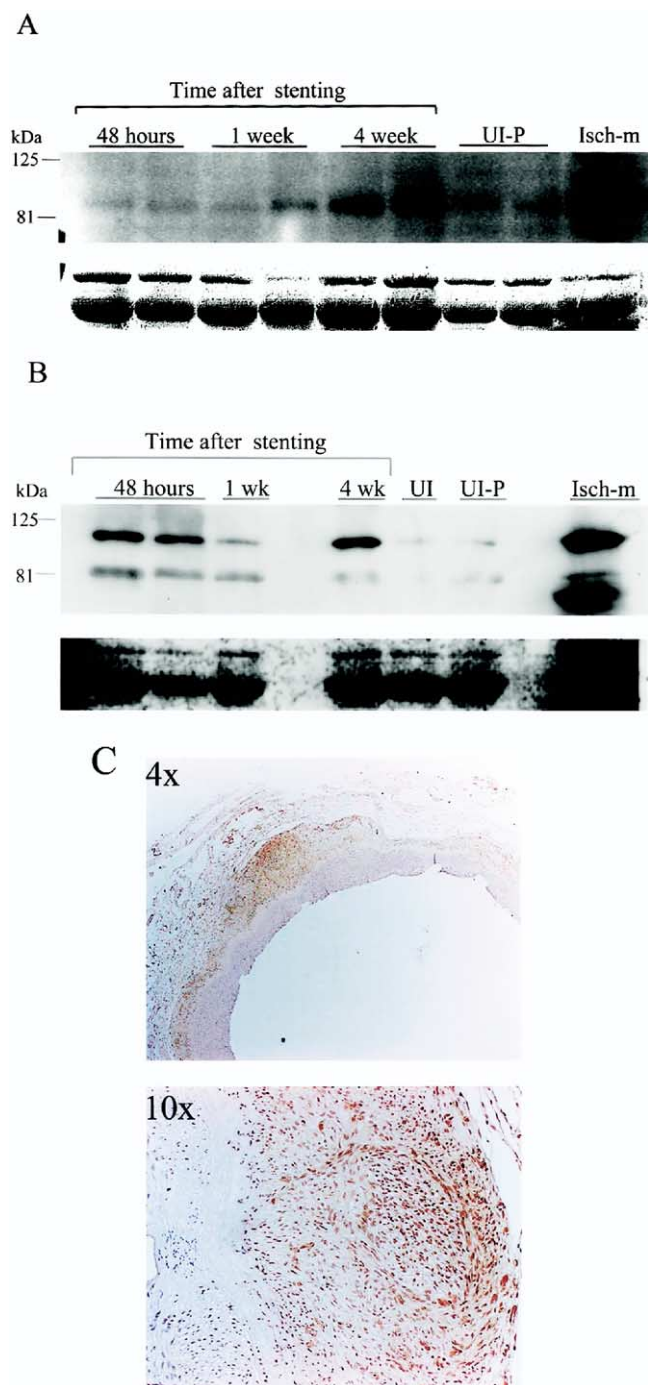 A
Time after stenting
kDa 48 hours 1 week 4 week UI-P Isch-m
125
81
B
Time after stenting
kDa 48 hours 1 wk 4 wk UI UI-P Isch-m
125
81
C
4x
10x